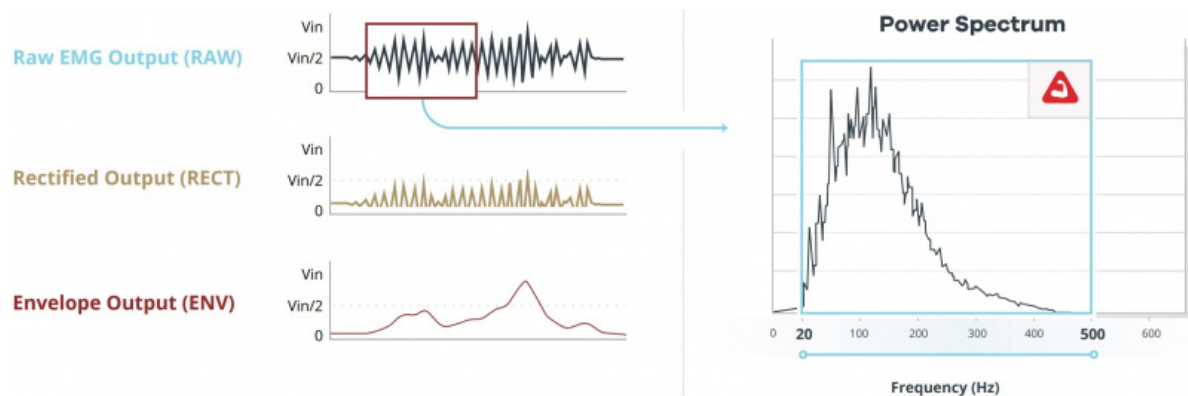 Raw EMG Output (RAW)
Vin
Vin/2
0
Rectified Output (RECT)
Vin
Vin/2
0
Envelope Output (ENV)
Vin
Vin/2
0
Power Spectrum
0 20 100 200 300 400 500 600
Frequency (Hz)